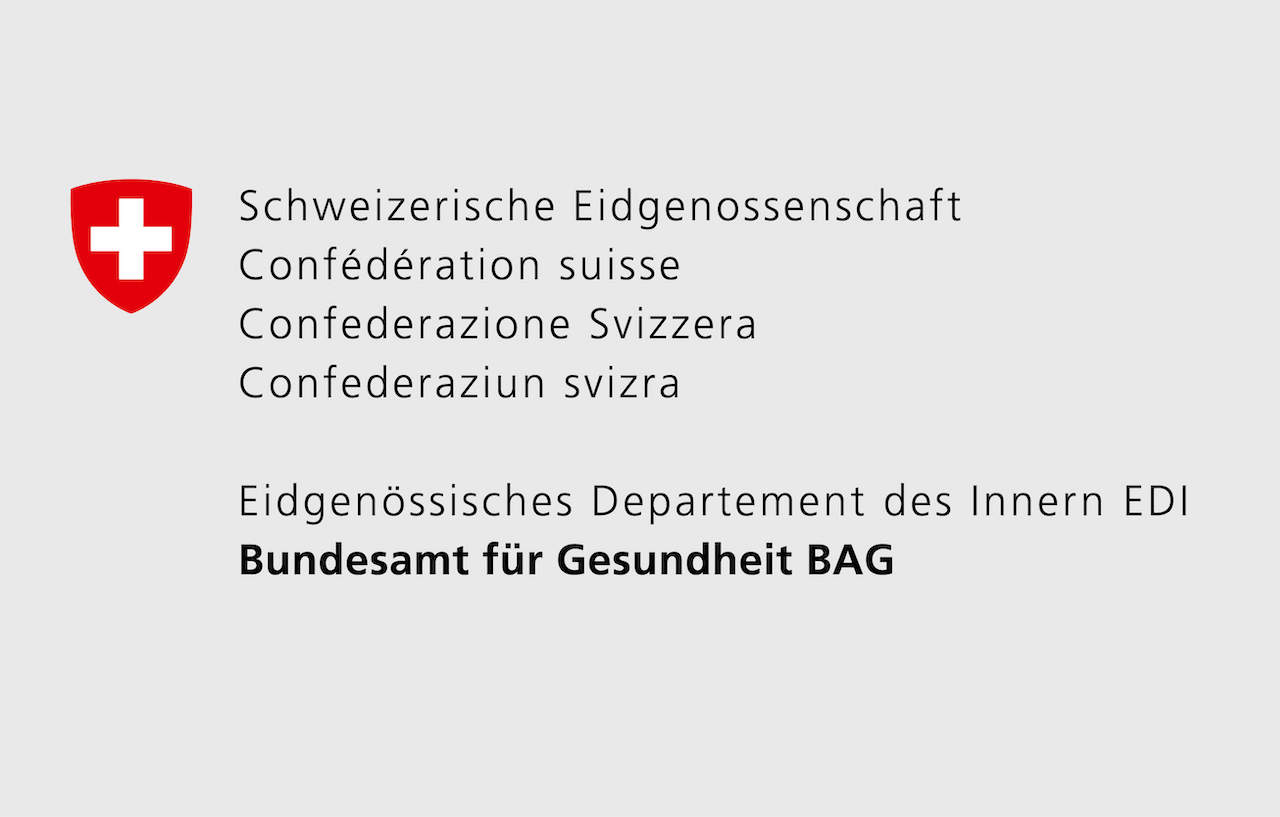 Schweizerische Eidgenossenschaft
Confédération suisse
Confederazione Svizzera
Confederaziun svizra
Eidgenössisches Departement des Innern EDI
Bundesamt für Gesundheit BAG